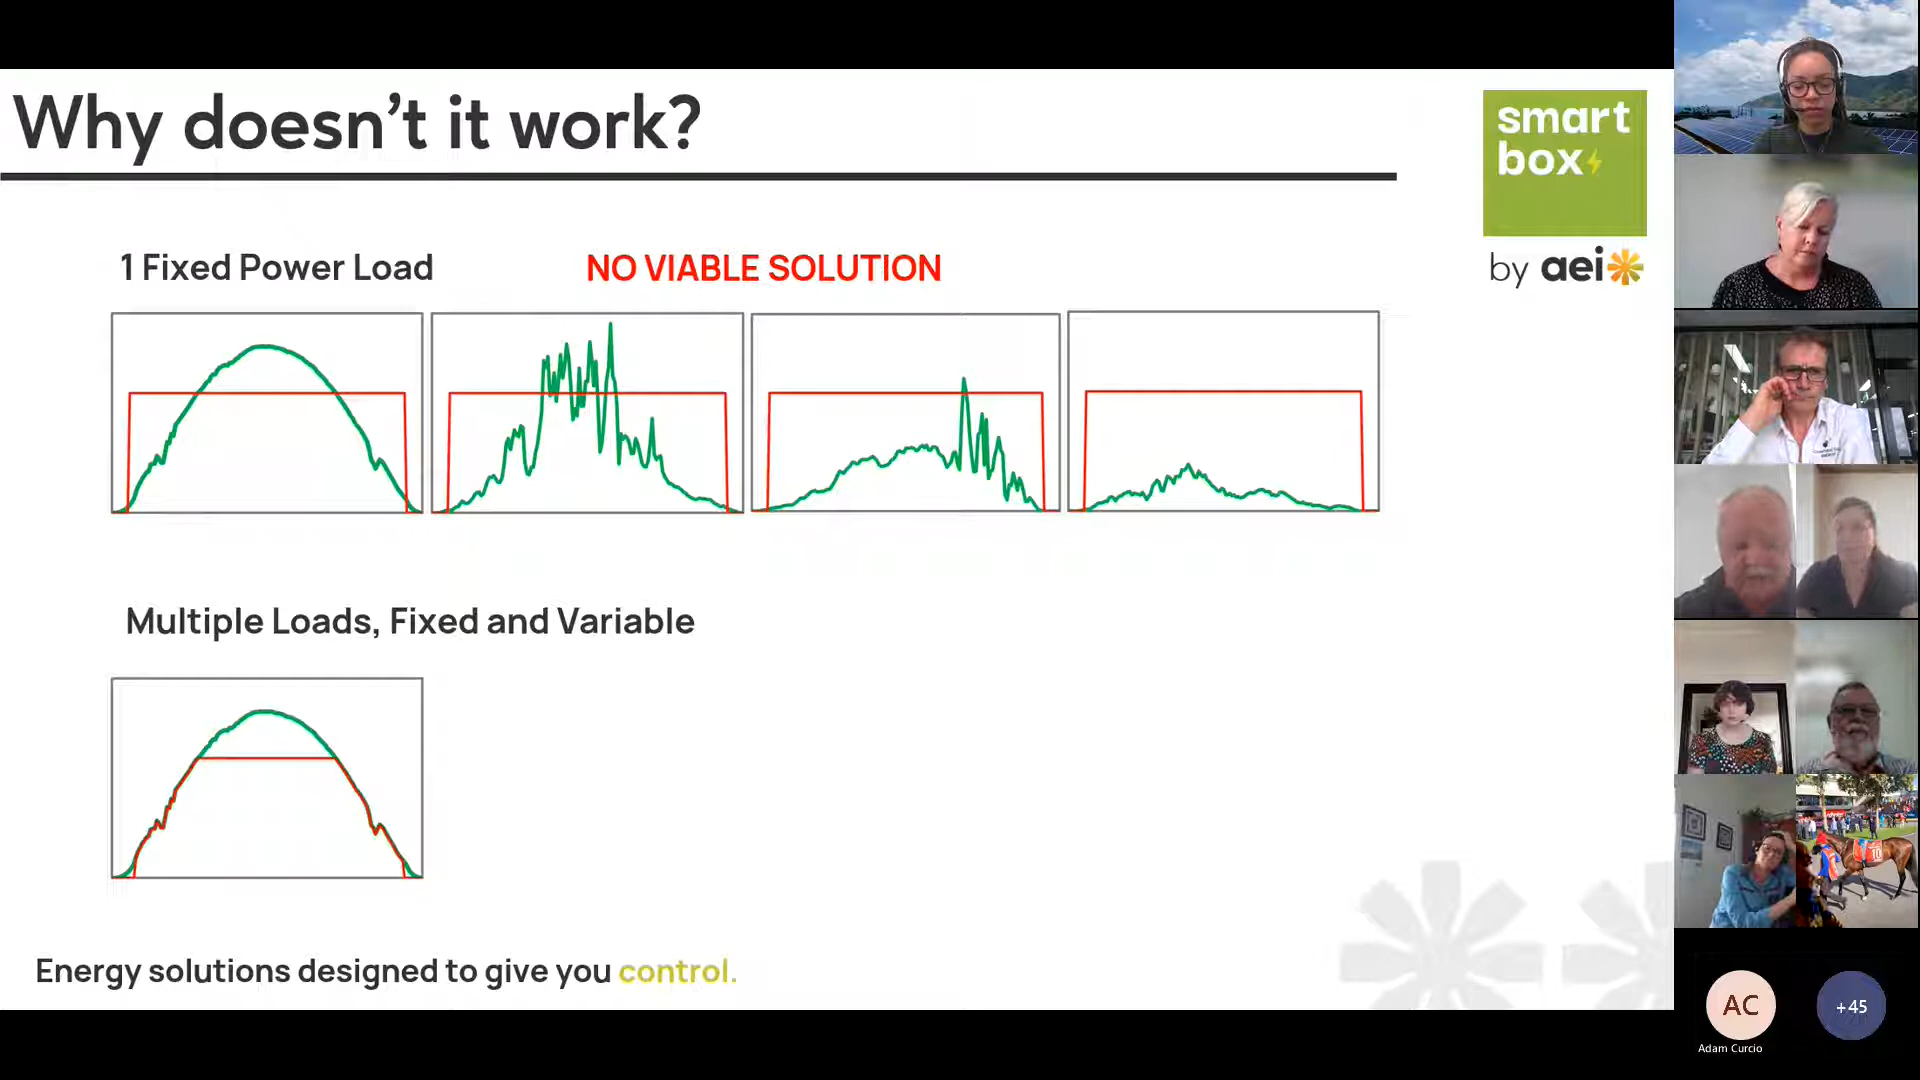 Why doesn't it work?
smart
box
by aei
1 Fixed Power Load
NO VIABLE SOLUTION
Multiple Loads, Fixed and Variable
Energy solutions designed to give you control.
10
AC
+45
Adam Curcio